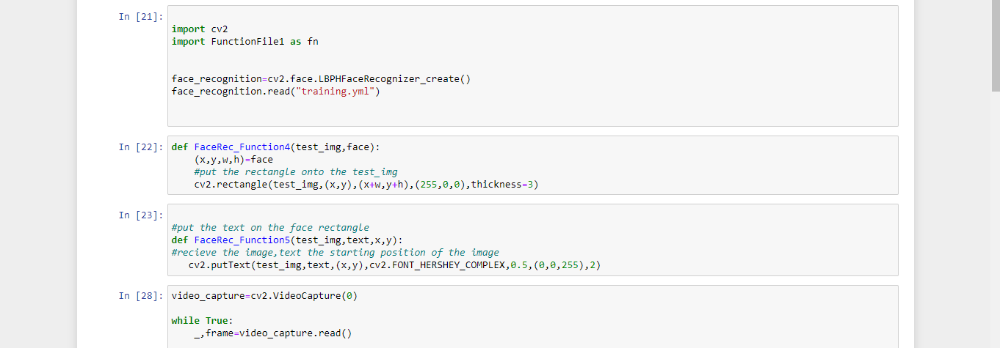 In [21]:
import cv2
import FunctionFile1 as fn
face_recognition=cv2.face.LBPHFaceRecognizer_create()
face_recognition.read("training.yml")
In [22]:
def FaceRec_Function4(test_img,face):
    (x,y,w,h)=face
    #put the rectangle onto the test_img
    cv2.rectangle(test_img,(x,y),(x+w,y+h),(255,0,0),thickness=3)
In [23]:
#put the text on the face rectangle
def FaceRec_Function5(test_img,text,x,y):
#recieve the image,text the starting position of the image
   cv2.putText(test_img,text,(x,y),cv2.FONT_HERSHEY_COMPLEX,0.5,(0,0,255),2)
In [28]:
video_capture=cv2.VideoCapture(0)
while True:
    _,frame=video_capture.read()